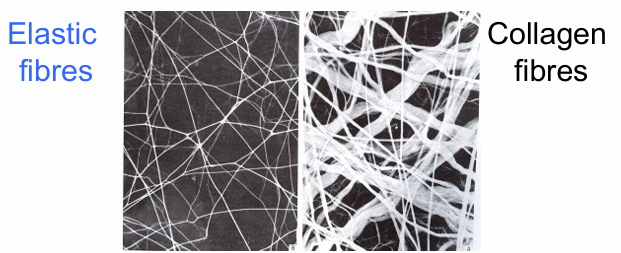 Elastic
fibres
Collagen
fibres
A